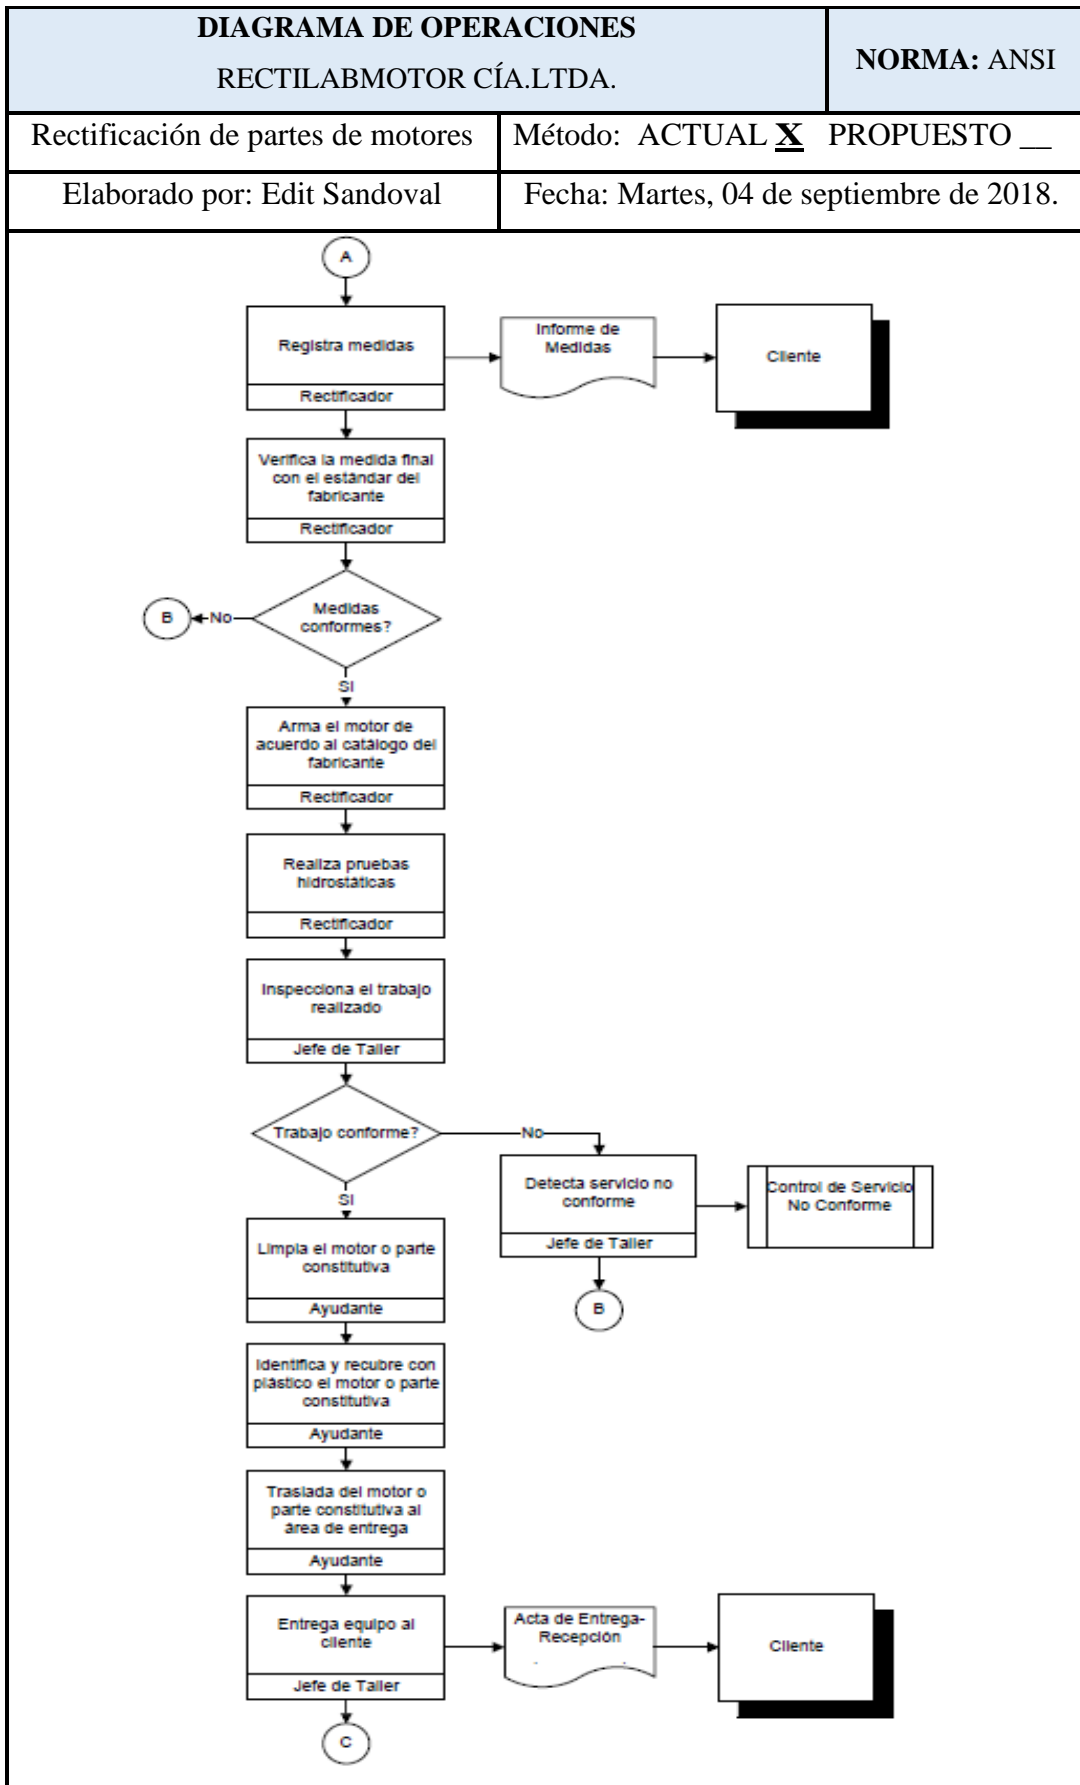 DIAGRAMA DE OPERACIONES
RECTILABMOTOR CÍA.LTDA.
NORMA: ANSI
Rectificación de partes de motores
Método: ACTUAL X PROPUESTO __
Elaborado por: Edit Sandoval
Fecha: Martes, 04 de septiembre de 2018.
A
Registra medidas
Rectificador
Informe de
Medidas
Cliente
Verifica la medida final
con el estándar del
fabricante
Rectificador
Medidas
conformes?
No
B
SI
Arma el motor de
acuerdo al catálogo del
fabricante
Rectificador
Realiza pruebas
hidrostáticas
Rectificador
Inspecciona el trabajo
realizado
Jefe de Taller
Trabajo conforme?
No
Detecta servicio no
conforme
Jefe de Taller
Control de Servicio
No Conforme
B
SI
Limpia el motor o parte
constitutiva
Ayudante
Identifica y recubre con
plástico el motor o parte
constitutiva
Ayudante
Traslada del motor o
parte constitutiva al
área de entrega
Ayudante
Entrega equipo al
cliente
Jefe de Taller
Acta de Entrega-
Recepción
Cliente
C